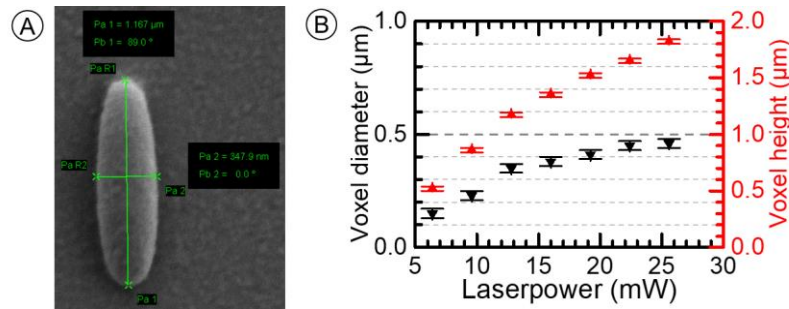 A
Pa 1 = 1.167 µm
Pb 1 = 89.0 °
Pa R1
Pa 2 = 347.9 nm
Pb 2 = 0.0 °
Pa R2
Pa 2
Pa 1
B
Voxel diameter (µm)
1.0
0.5
0.0
5 10 15 20 25 30
Laserpower (mW)
2.0
1.5
1.0
0.5
0.0
Voxel height (µm)